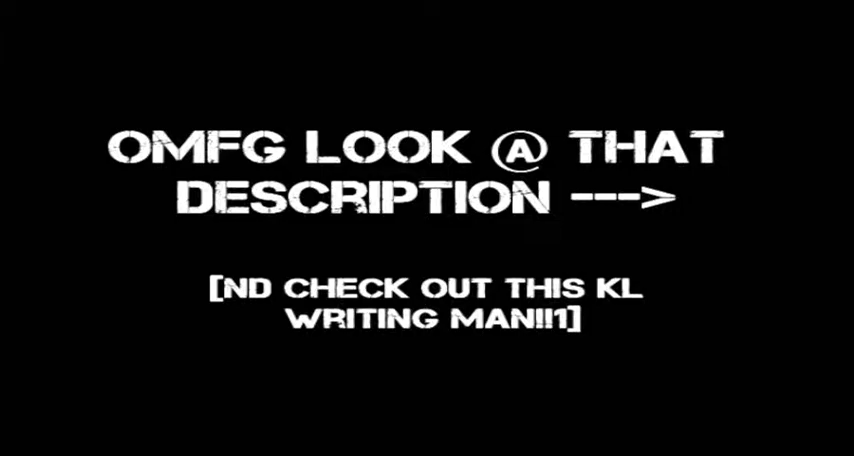 OMFG LOOK @ THAT
DESCRIPTION --->
[ND CHECK OUT THIS KL
WRITING MAN!!1]